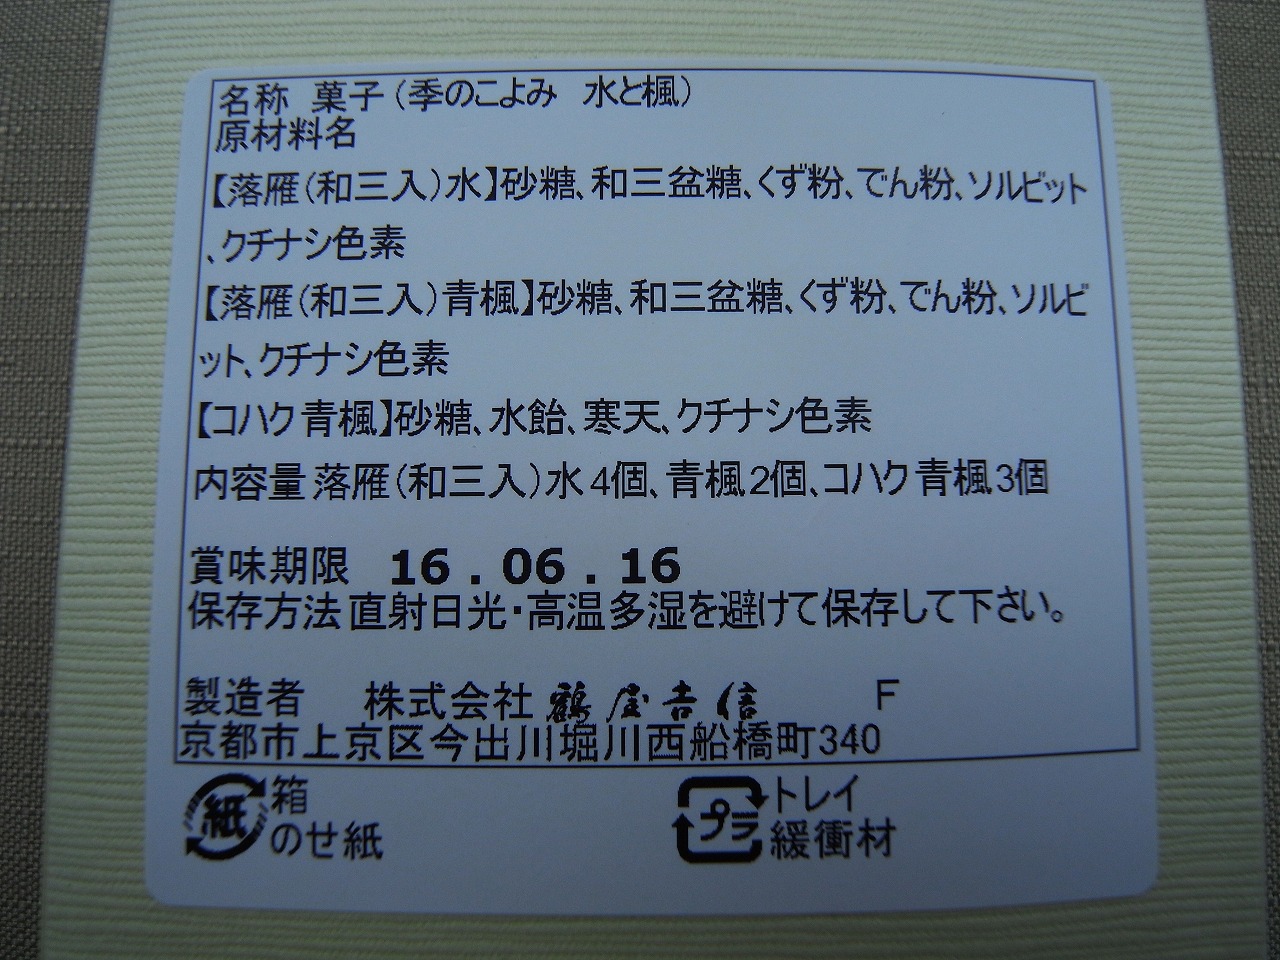 名称 菓子(季のこよみ 水と楓)
原材料名
【落雁(和三入)水】砂糖、和三盆糖、くず粉、でん粉、ソルビット
、クチナシ色素
【落雁(和三入)青楓】砂糖、和三盆糖、くず粉、でん粉、ソルビ
ット、クチナシ色素
【コハク青楓】砂糖、水飴、寒天、クチナシ色素
内容量 落雁(和三入)水4個、青楓2個、コハク青楓3個
賞味期限 16.06.16
保存方法 直射日光・高温多湿を避けて保存して下さい。
製造者 株式会社 鶴屋吉信 F
京都市上京区今出川堀川西船橋町340
紙 箱
のせ紙
プラ トレイ
緩衝材